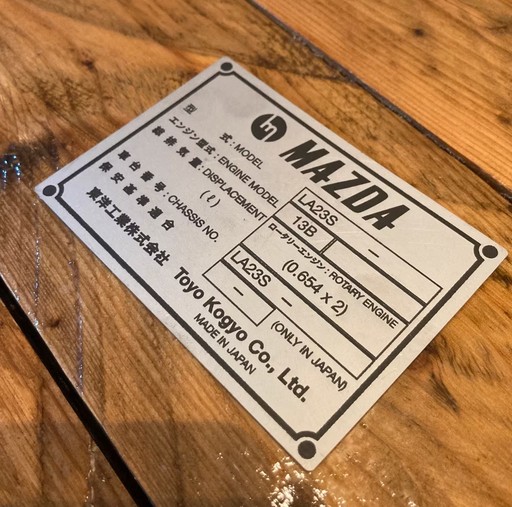 m MAZDA
型 式 : MODEL LA23S –
エンジン型式 : ENGINE MODEL 13B ロータリーエンジン : ROTARY ENGINE
総排気量 : DISPLACEMENT (ℓ) (0.654 x 2)
車台番号 : CHASSIS NO. LA23S –
保安基準適合 – (ONLY IN JAPAN)
東洋工業株式会社 Toyo Kogyo Co., Ltd.
MADE IN JAPAN